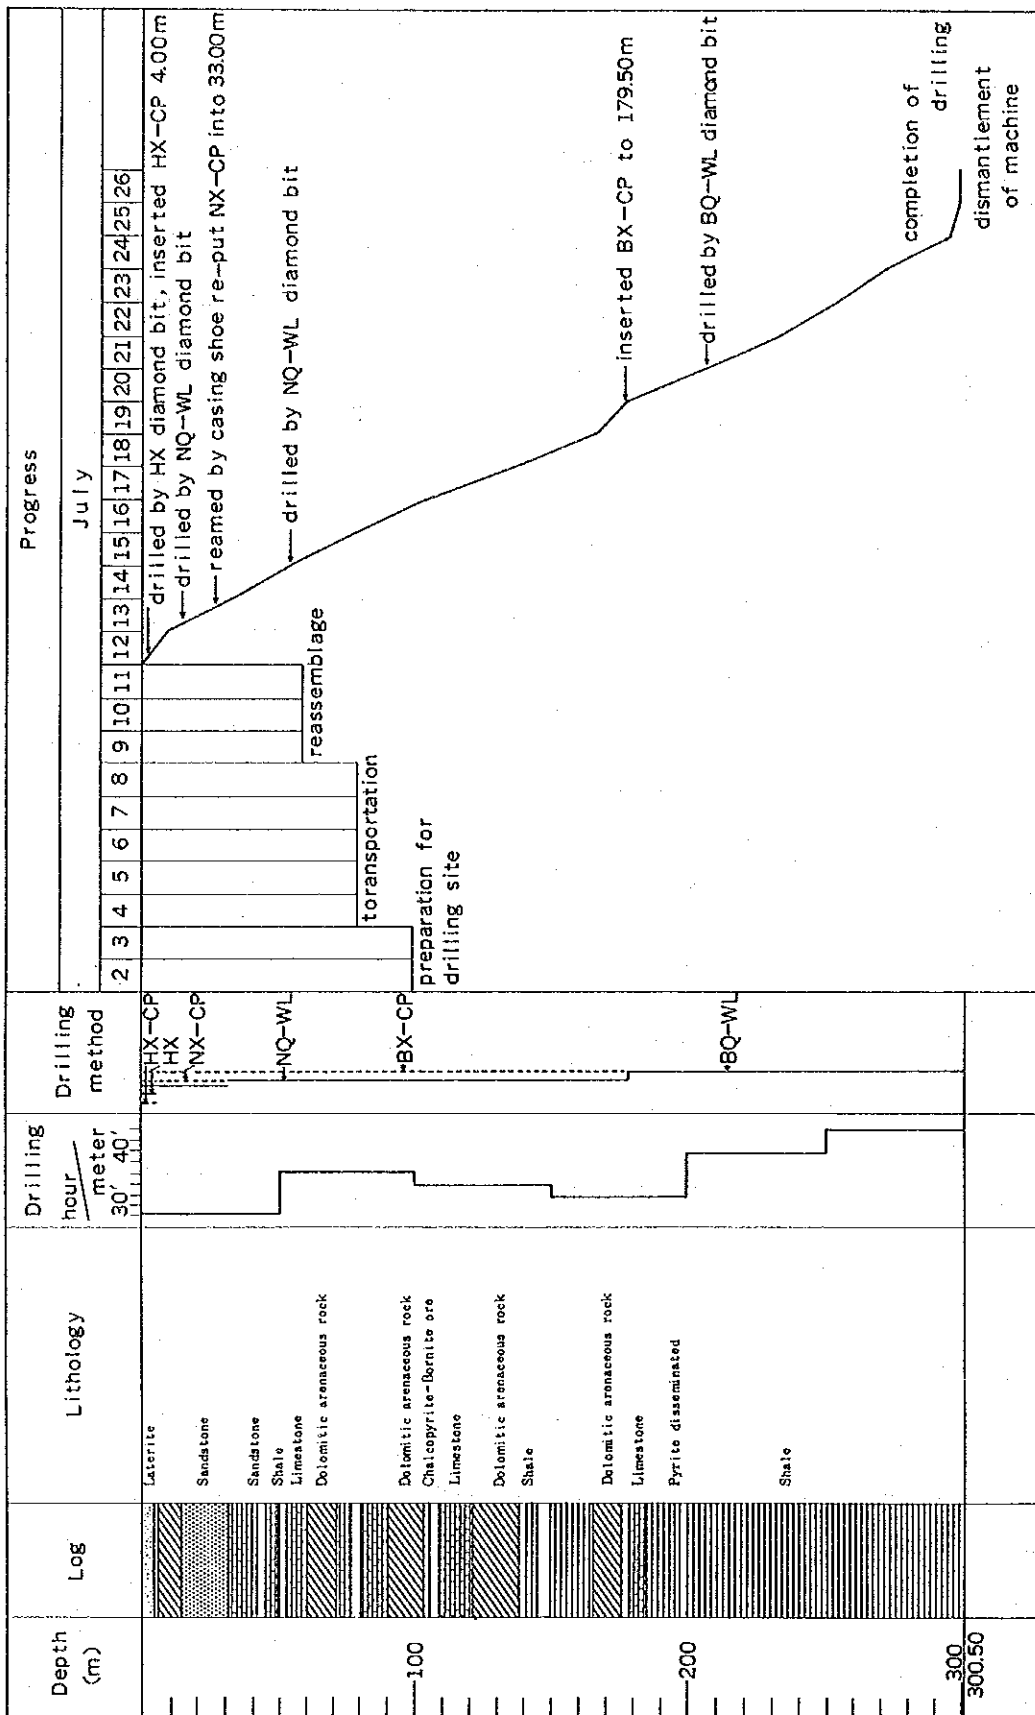 Depth
(m)
Log
Lithology
Drilling
hour
meter
30' 40'
Drilling
method
Progress
July
2 3 4 5 6 7 8 9 10 11 12 13 14 15 16 17 18 19 20 21 22 23 24 25 26
100
200
300
300.50
Laterite
Sandstone
Sandstone
Shale
Limestone
Dolomitic arenaceous rock
Dolomitic arenaceous rock
Chalcopyrite-Bornite ore
Limestone
Dolomitic arenaceous rock
Shale
Dolomitic arenaceous rock
Limestone
Pyrite disseminated
Shale
HX-CP
HX
NX-CP
NQ-WL
BX-CP
BQ-WL
preparation for
drilling site
toransportation
reassemblage
drilled by HX diamond bit, inserted HX-CP 4.00m
drilled by NQ-WL diamond bit
reamed by casing shoe re-put NX-CP into 33.00m
drilled by NQ-WL diamond bit
inserted BX-CP to 179.50m
drilled by BQ-WL diamond bit
completion of
drilling
dismantlement
of machine